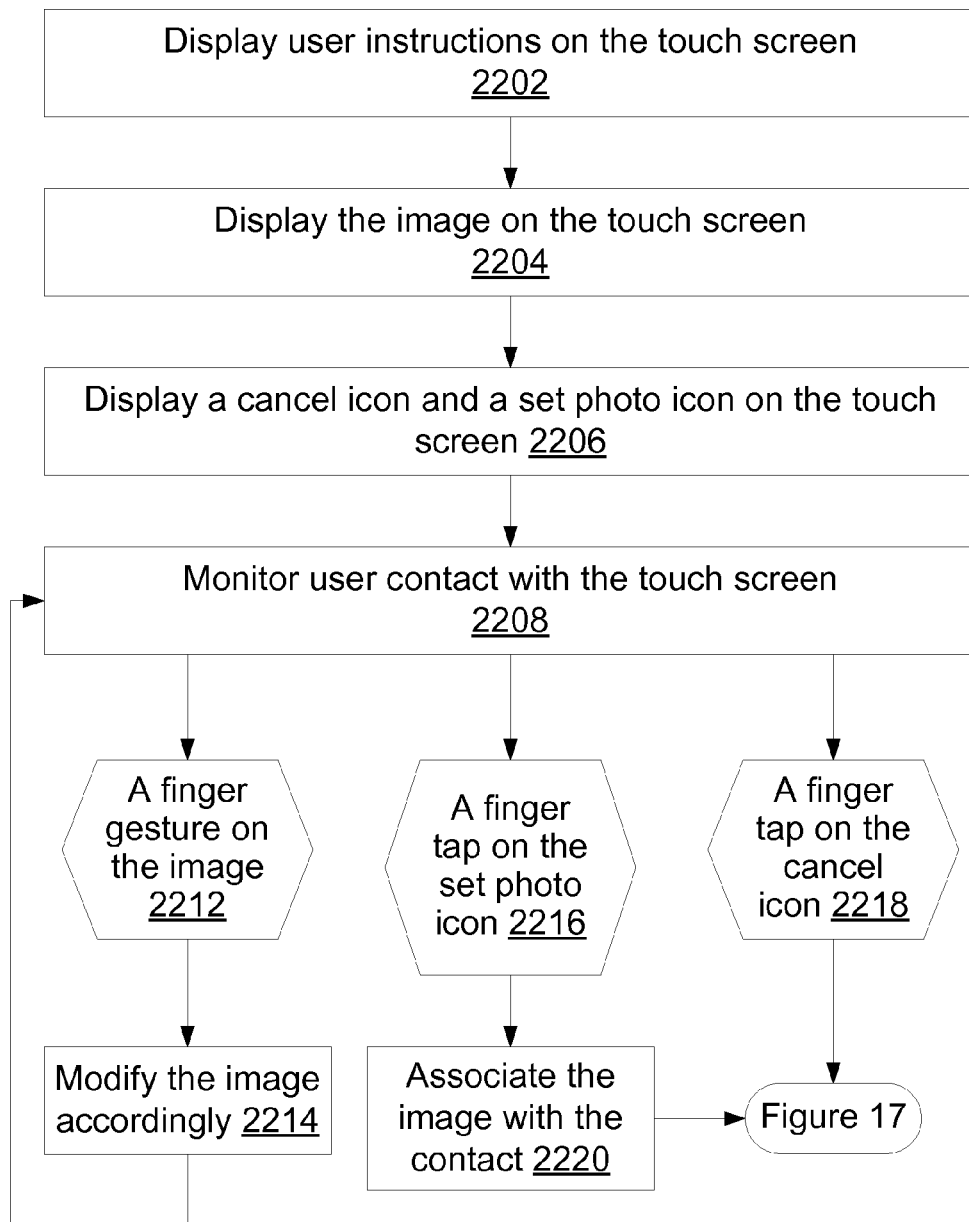 Display user instructions on the touch screen
2202
Display the image on the touch screen
2204
Display a cancel icon and a set photo icon on the touch
screen 2206
Monitor user contact with the touch screen
2208
A finger
gesture on
the image
2212
A finger
tap on the
set photo
icon 2216
A finger
tap on the
cancel
icon 2218
Modify the image
accordingly 2214
Associate the
image with the
contact 2220
Figure 17